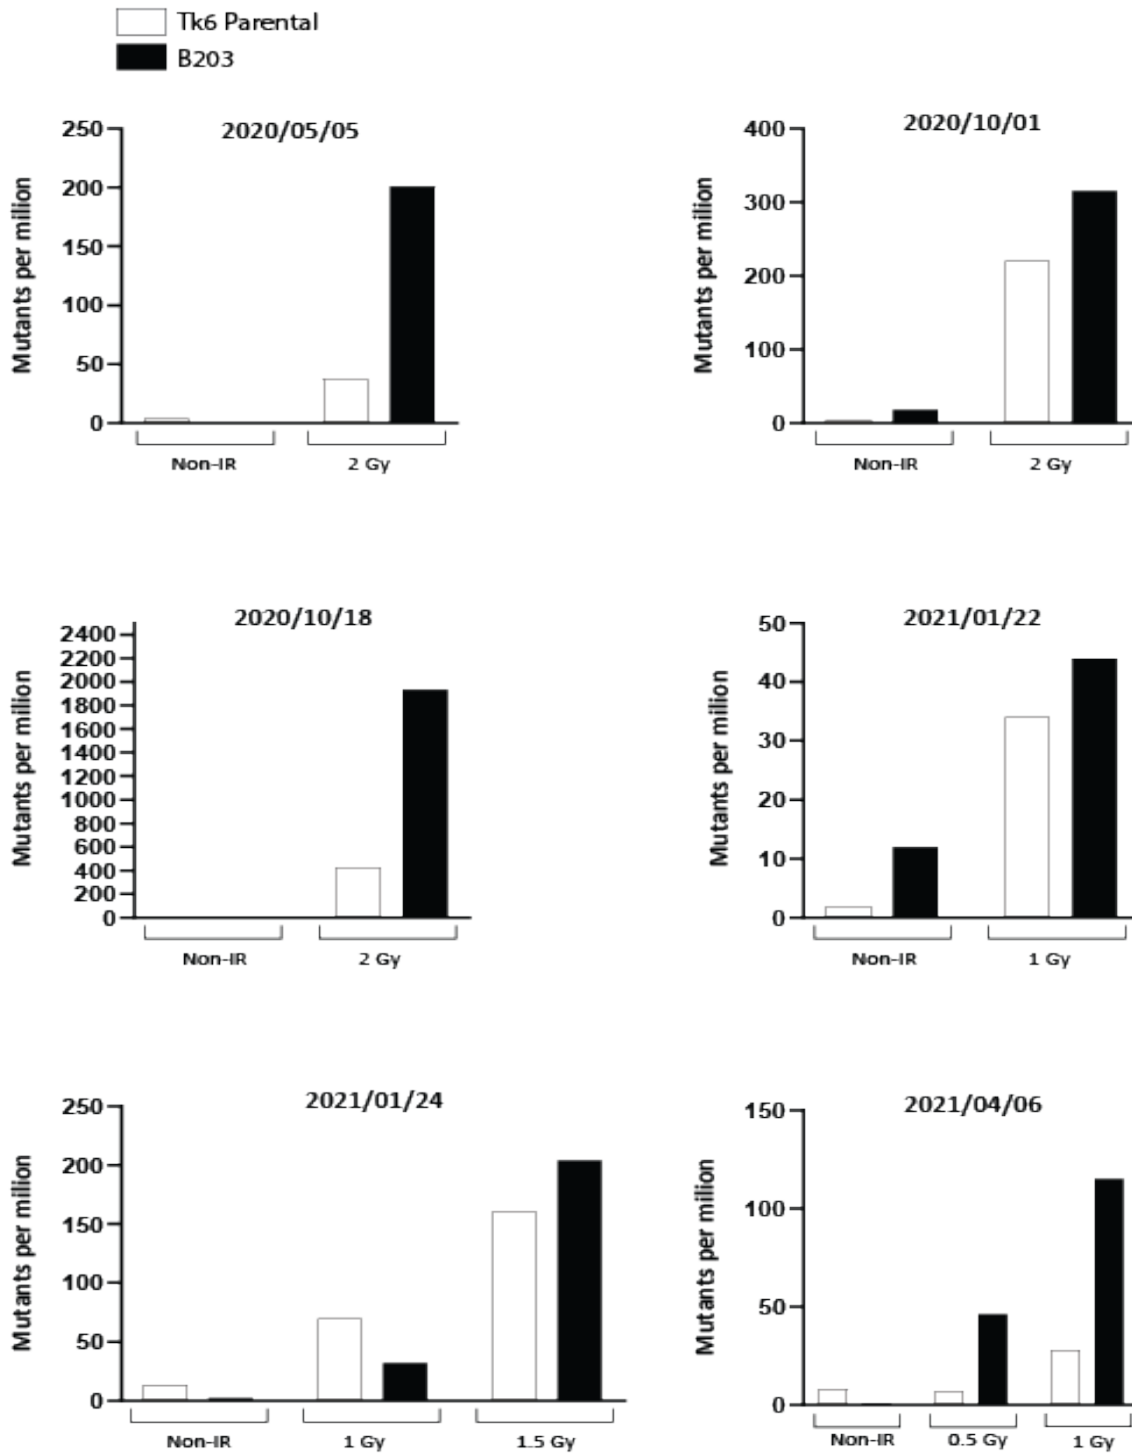 Tk6 Parental
B203
2020/05/05
Mutants per milion
250
200
150
100
50
0
Non-IR
2 Gy
2020/10/01
Mutants per milion
400
300
200
100
0
Non-IR
2 Gy
2020/10/18
Mutants per milion
2400
2200
2000
1800
1600
1400
1200
1000
800
600
400
200
0
Non-IR
2 Gy
2021/01/22
Mutants per milion
50
40
30
20
10
0
Non-IR
1 Gy
2021/01/24
Mutants per milion
250
200
150
100
50
0
Non-IR
1 Gy
1.5 Gy
2021/04/06
Mutants per milion
150
100
50
0
Non-IR
0.5 Gy
1 Gy